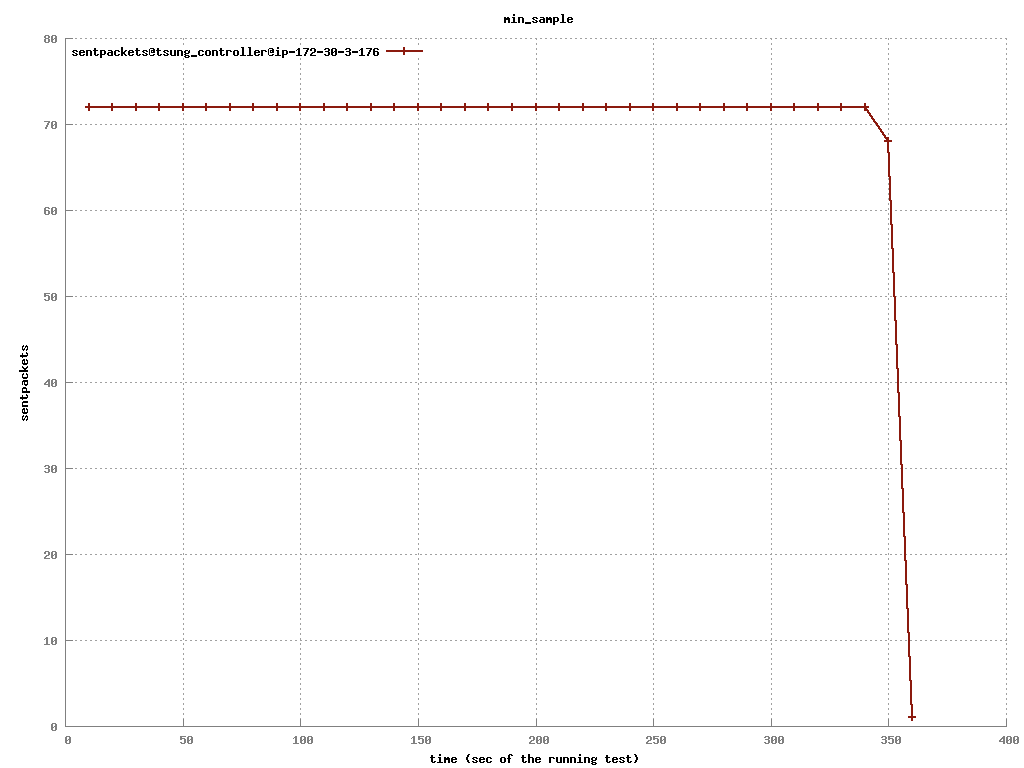 min_sample
80
sentpackets@tsung_controller@ip-172-30-3-176
70
60
50
sentpackets
40
30
20
10
0
0 50 100 150 200 250 300 350 400
time (sec of the running test)